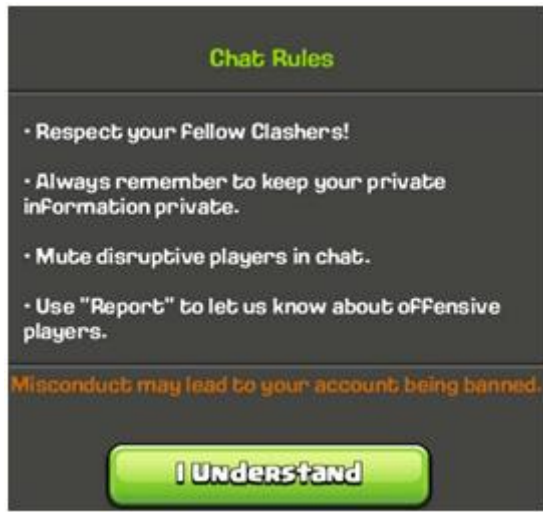 Chat Rules
• Respect your Fellow Clashers!
• Always remember to keep your private
information private.
• Mute disruptive players in chat.
• Use "Report" to let us know about offensive
players.
Misconduct may lead to your account being banned.
I Understand